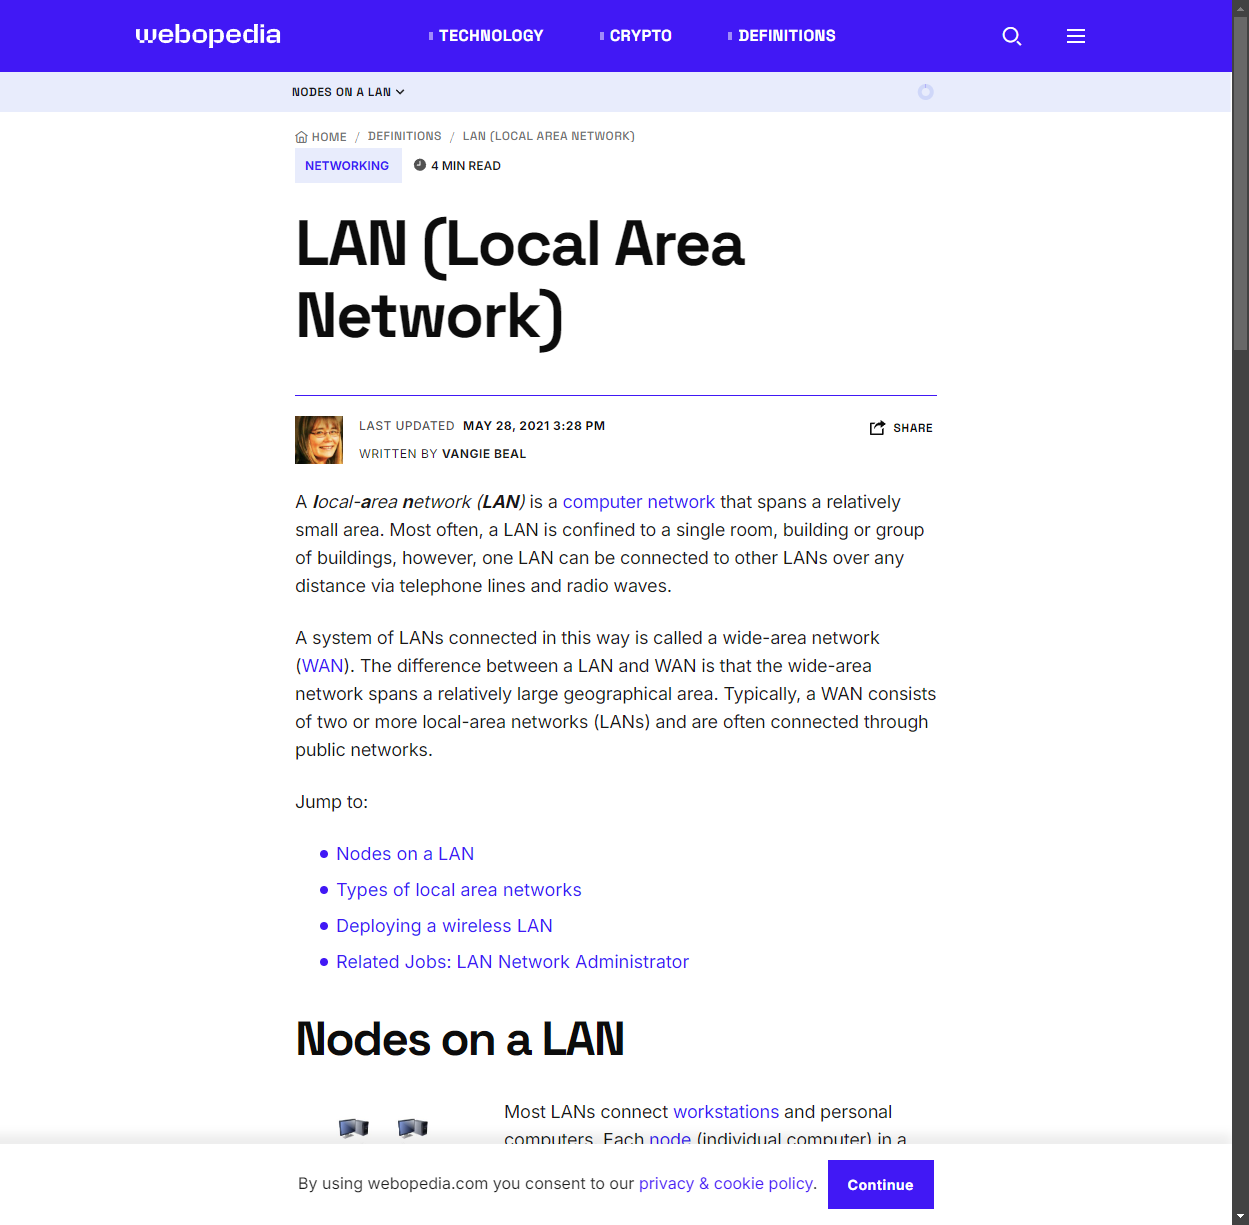 webopedia
TECHNOLOGY
CRYPTO
DEFINITIONS
NODES ON A LAN
HOME / DEFINITIONS / LAN (LOCAL AREA NETWORK)
NETWORKING
4 MIN READ
LAN (Local Area
Network)
LAST UPDATED MAY 28, 2021 3:28 PM
SHARE
WRITTEN BY VANGIE BEAL
A local-area network (LAN) is a computer network that spans a relatively
small area. Most often, a LAN is confined to a single room, building or group
of buildings, however, one LAN can be connected to other LANs over any
distance via telephone lines and radio waves.
A system of LANs connected in this way is called a wide-area network
(WAN). The difference between a LAN and WAN is that the wide-area
network spans a relatively large geographical area. Typically, a WAN consists
of two or more local-area networks (LANs) and are often connected through
public networks.
Jump to:
Nodes on a LAN
Types of local area networks
Deploying a wireless LAN
Related Jobs: LAN Network Administrator
Nodes on a LAN
Most LANs connect workstations and personal
computers. Each node (individual computer) in a
By using webopedia.com you consent to our privacy & cookie policy.
Continue